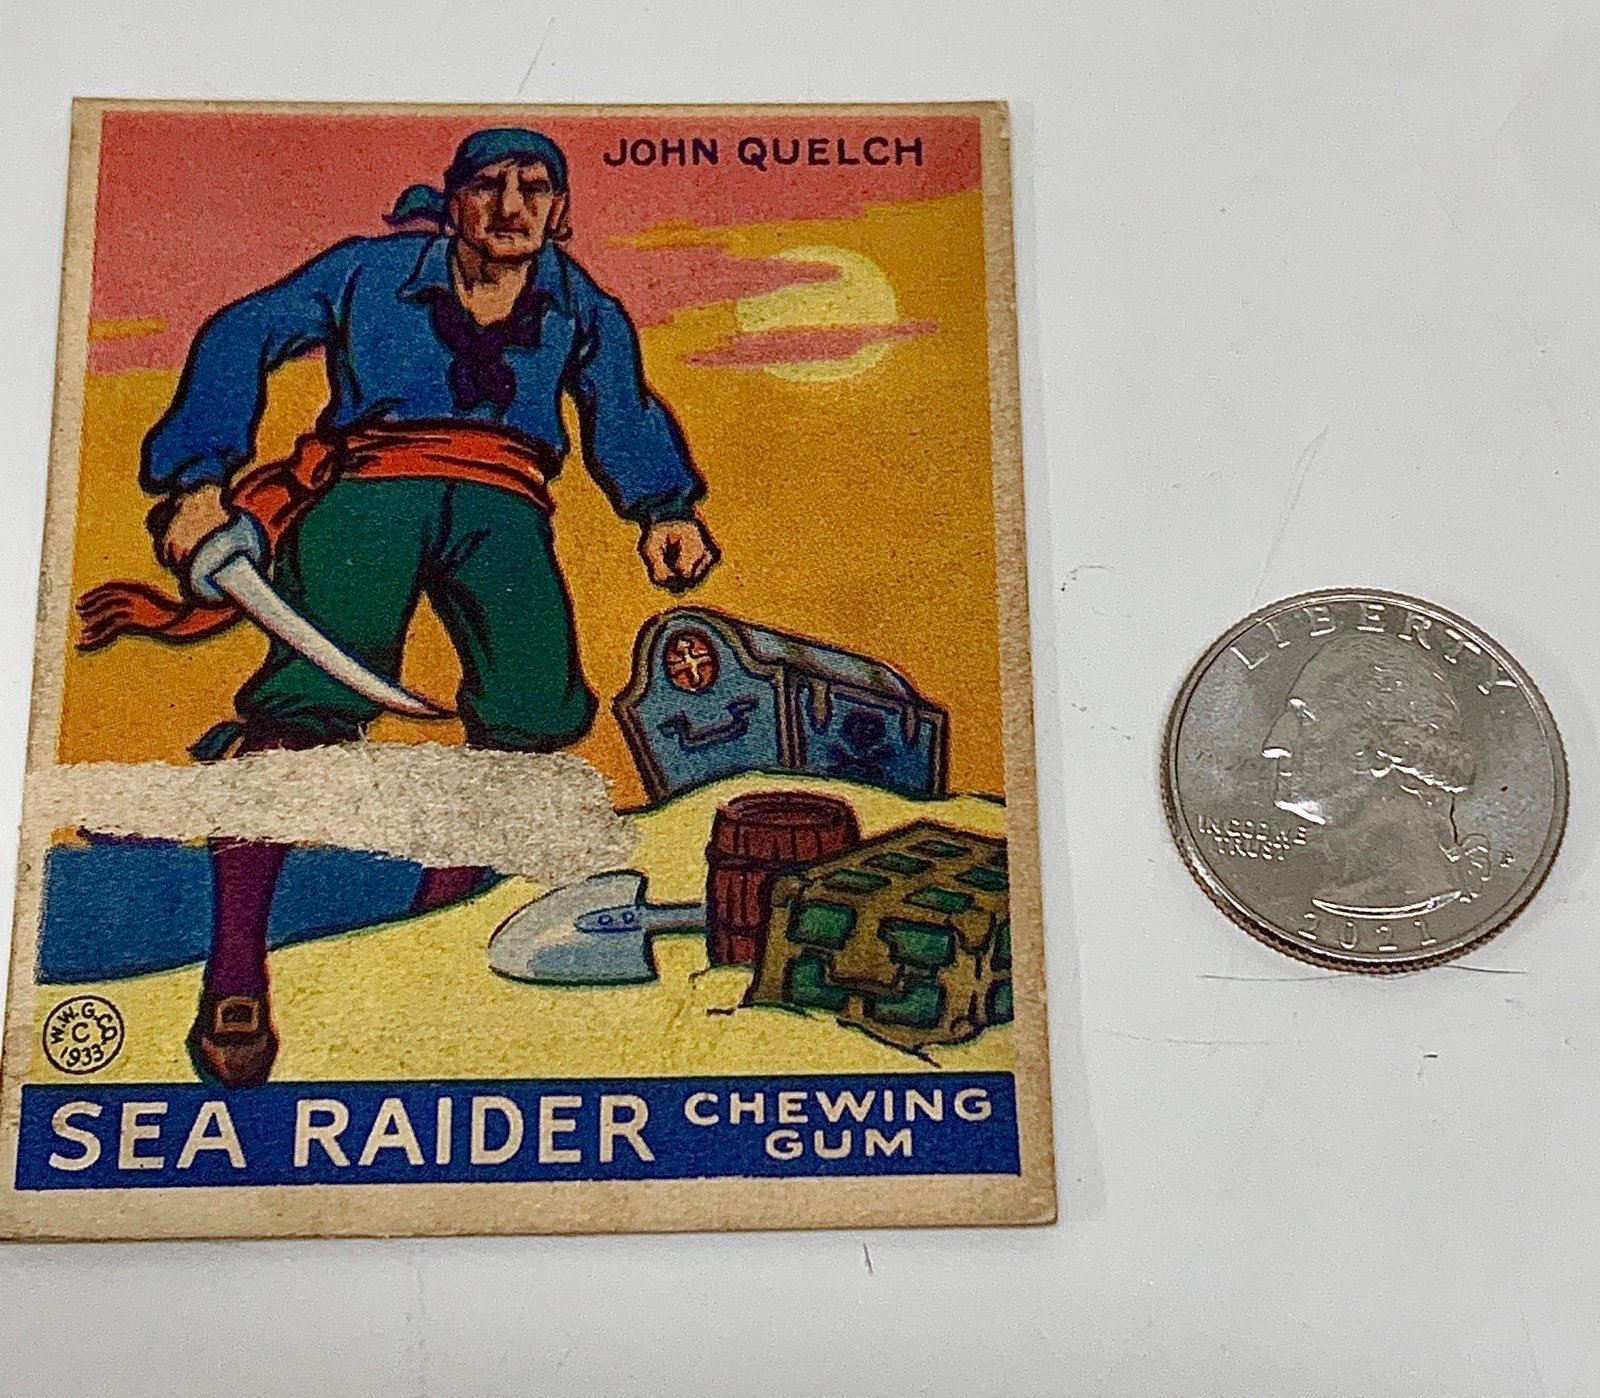 JOHN QUELCH
W.W.G.CO.
C
1933
SEA RAIDER CHEWING
GUM
LIBERTY
IN GOD WE
TRUST
P
2021